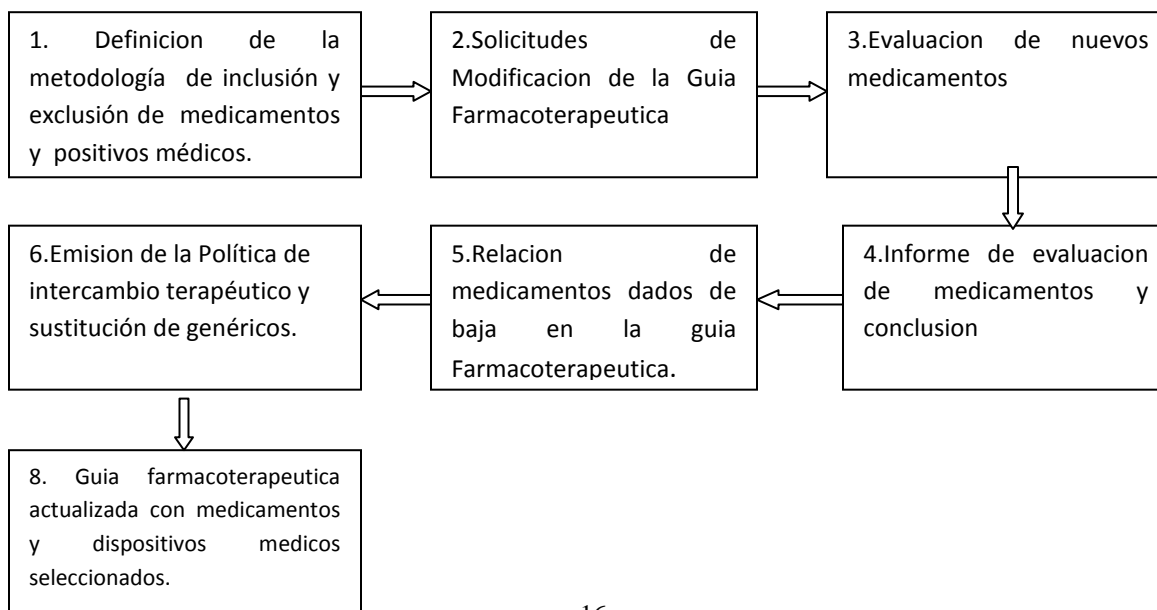 1. Definicion de la
metodología de inclusión y
exclusión de medicamentos
y positivos médicos.
2.Solicitudes de
Modificacion de la Guia
Farmacoterapeutica
3.Evaluacion de nuevos
medicamentos
4.Informe de evaluacion
de medicamentos y
conclusion
5.Relacion de
medicamentos dados de
baja en la guia
Farmacoterapeutica.
6.Emision de la Política de
intercambio terapéutico y
sustitución de genéricos.
8. Guia farmacoterapeutica
actualizada con medicamentos
y dispositivos medicos
seleccionados.
16